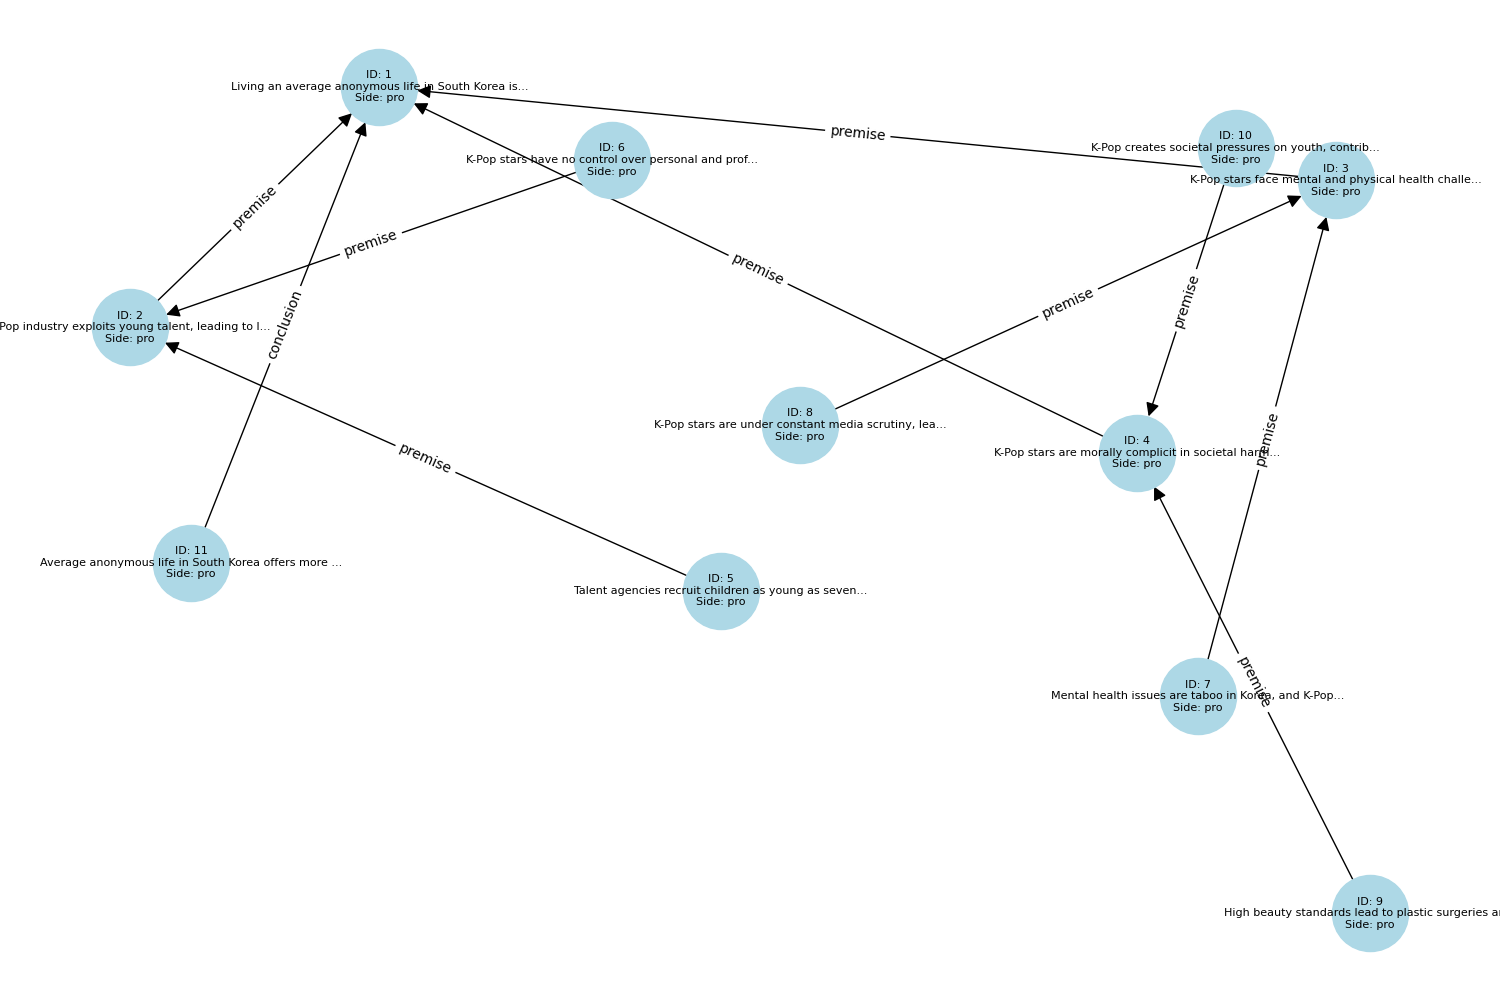 ID: 1
Living an average anonymous life in South Korea is...
Side: pro
premise
ID: 10
K-Pop creates societal pressures on youth, contrib...
Side: pro
ID: 6
K-Pop stars have no control over personal and prof...
Side: pro
ID: 3
K-Pop stars face mental and physical health challe...
Side: pro
premise
premise
premise
premise
premise
conclusion
ID: 2
Pop industry exploits young talent, leading to l...
Side: pro
premise
ID: 8
K-Pop stars are under constant media scrutiny, lea...
Side: pro
ID: 4
K-Pop stars are morally complicit in societal harm...
Side: pro
premise
premise
ID: 11
Average anonymous life in South Korea offers more ...
Side: pro
ID: 5
Talent agencies recruit children as young as seven...
Side: pro
premise
ID: 7
Mental health issues are taboo in Korea, and K-Pop...
Side: pro
ID: 9
High beauty standards lead to plastic surgeries
Side: pro